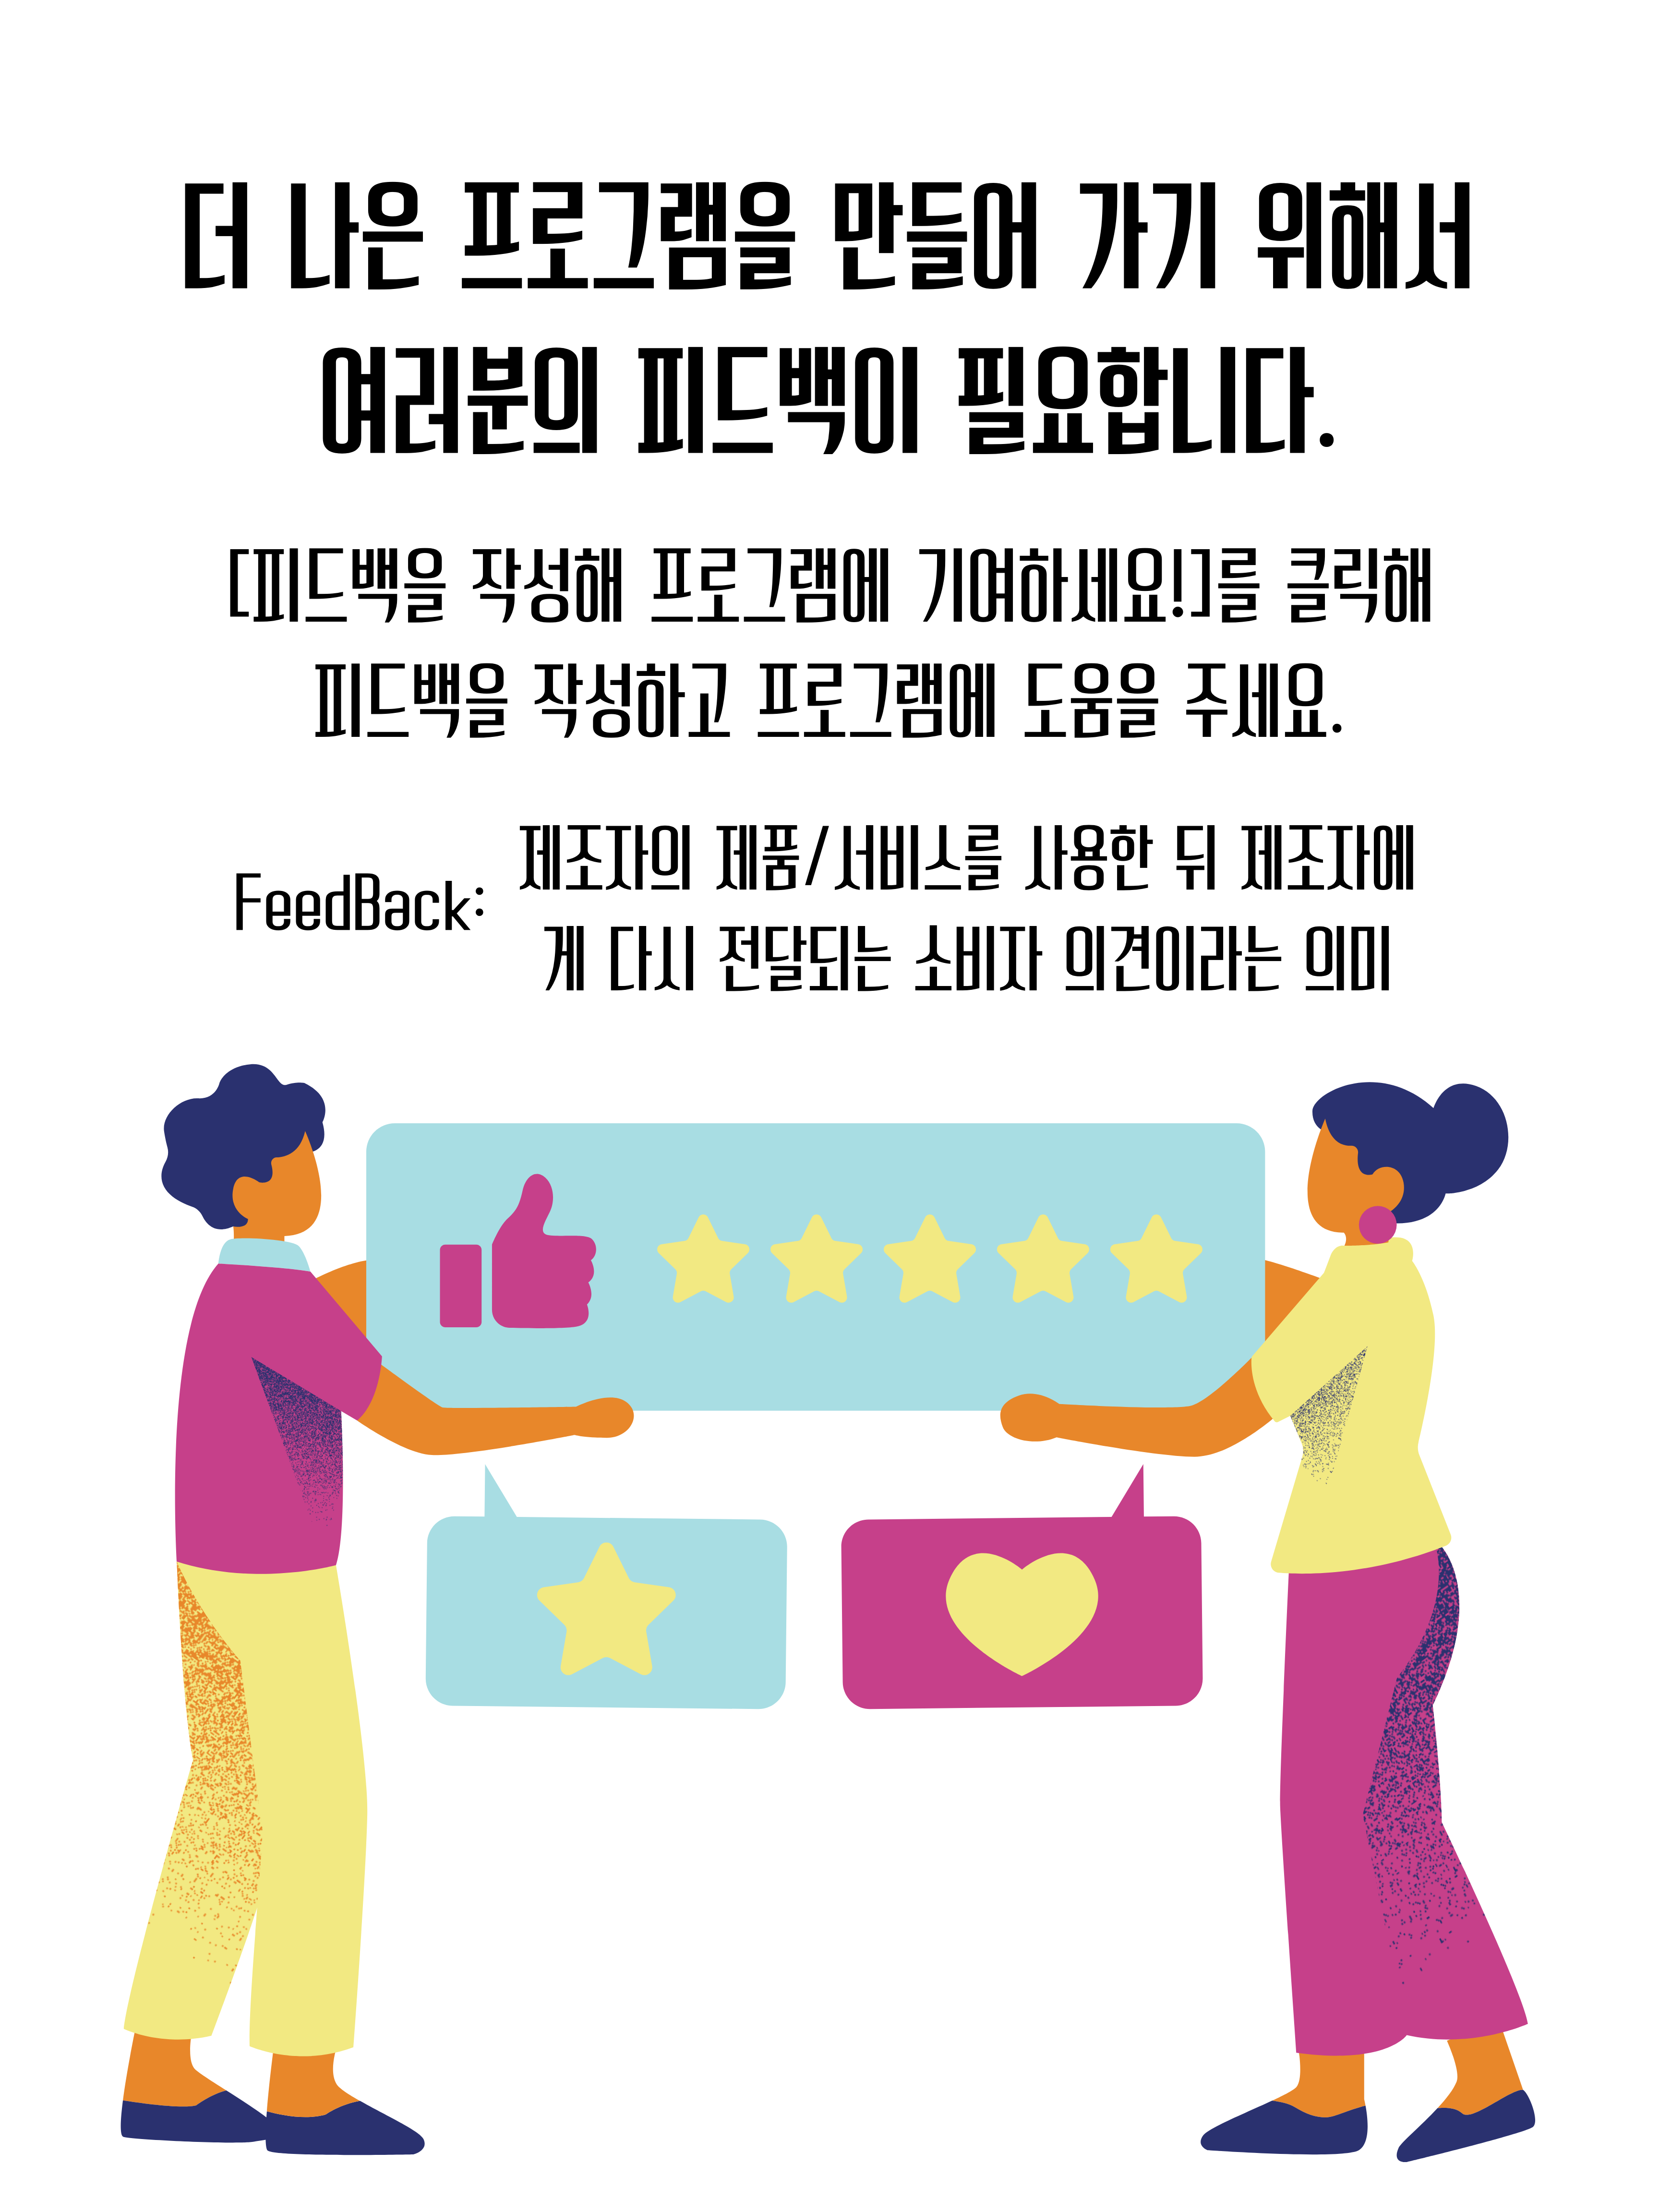 더 나은 프로그램을 만들어 가기 위해서
여러분의 피드백이 필요합니다.
[피드백을 작성해 프로그램에 기여하세요!]를 클릭해
피드백을 작성하고 프로그램에 도움을 주세요.
FeedBack:
제조자의 제품/서비스를 사용한 뒤 제조자에
게 다시 전달되는 소비자 의견이라는 의미